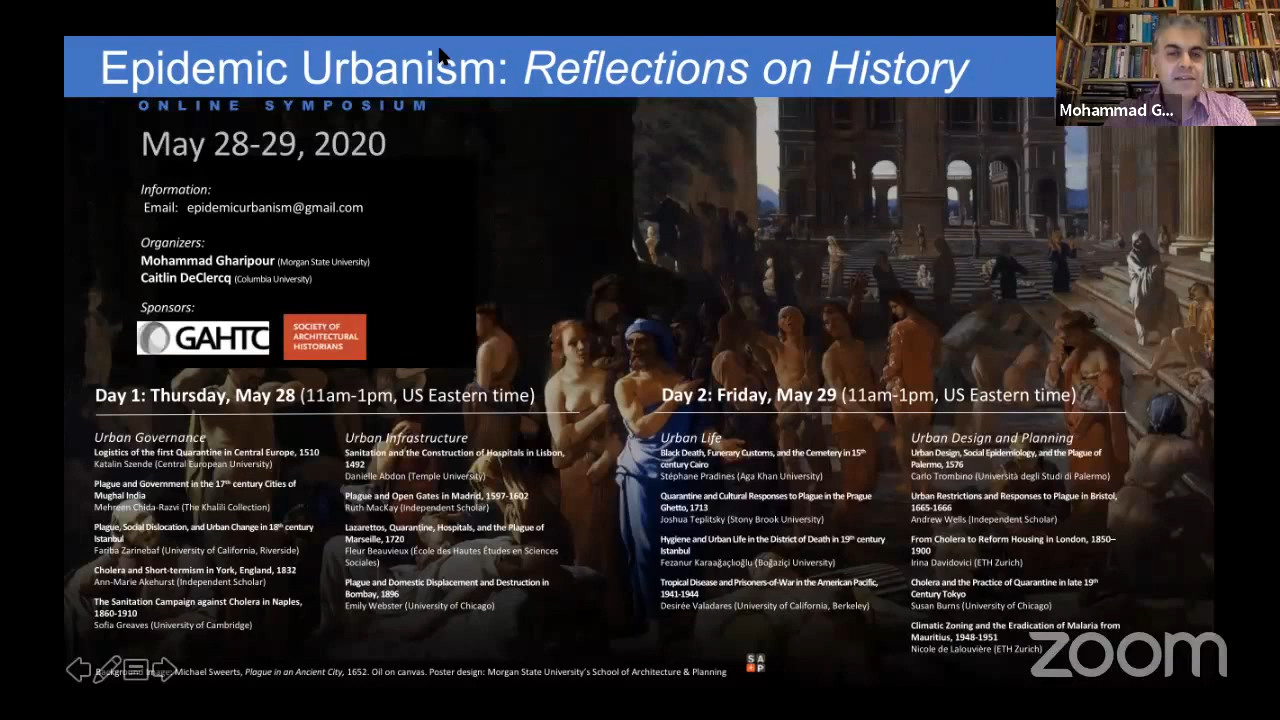 Epidemic Urbanism: Reflections on History
ONLINE SYMPOSIUM
May 28-29, 2020
Information:
Email: epidemicurbanism@gmail.com
Organizers:
Mohammad Gharipour (Morgan State University)
Caitlin DeClercq (Columbia University)
Sponsors:
GAHTC
SOCIETY OF
ARCHITECTURAL
HISTORIANS
Mohammad G...
Day 1: Thursday, May 28 (11am-1pm, US Eastern time)
Urban Governance
Logistics of the first Quarantine in Central Europe, 1510
Katalin Szende (Central European University)
Plague and Government in the 17th century Cities of
Mughal India
Mehreen Chida-Razvi (The Khalili Collection)
Plague, Social Dislocation, and Urban Change in 18th century
Istanbul
Fariba Zarinebaf (University of California, Riverside)
Cholera and Short-termism in York, England, 1832
Ann-Marie Akehurst (Independent Scholar)
The Sanitation Campaign against Cholera in Naples,
1860-1910
Sofia Greaves (University of Cambridge)
Urban Infrastructure
Sanitation and the Construction of Hospitals in Lisbon,
1492
Danielle Abdon (Temple University)
Plague and Open Gates in Madrid, 1597-1602
Ruth MacKay (Independent Scholar)
Lazarettos, Quarantine, Hospitals, and the Plague of
Marseille, 1720
Fleur Beauvieux (École des Hautes Études en Sciences
Sociales)
Plague and Domestic Displacement and Destruction in
Bombay, 1896
Emily Webster (University of Chicago)
Day 2: Friday, May 29 (11am-1pm, US Eastern time)
Urban Life
Black Death, Funerary Customs, and the Cemetery in 15th
century Cairo
Stéphane Pradines (Aga Khan University)
Quarantine and Cultural Responses to Plague in the Prague
Ghetto, 1713
Joshua Teplitsky (Stony Brook University)
Hygiene and Urban Life in the District of Death in 19th century
Istanbul
Fezanur Karaağaçlıoğlu (Boğaziçi University)
Tropical Disease and Prisoners-of-War in the American Pacific,
1941-1944
Desirée Valadares (University of California, Berkeley)
Urban Design and Planning
Urban Design, Social Epidemiology, and the Plague of
Palermo, 1576
Carlo Trombino (Università degli Studi di Palermo)
Urban Restrictions and Responses to Plague in Bristol,
1665-1666
Andrew Wells (Independent Scholar)
From Cholera to Reform Housing in London, 1850–
1900
Irina Davidovici (ETH Zurich)
Cholera and the Practice of Quarantine in late 19th
Century Tokyo
Susan Burns (University of Chicago)
Climatic Zoning and the Eradication of Malaria from
Mauritius, 1948-1951
Nicole de Lalouvière (ETH Zurich)
Background Image: Michael Sweerts, Plague in an Ancient City, 1652. Oil on canvas. Poster design: Morgan State University's School of Architecture & Planning
SA
+P
zoom